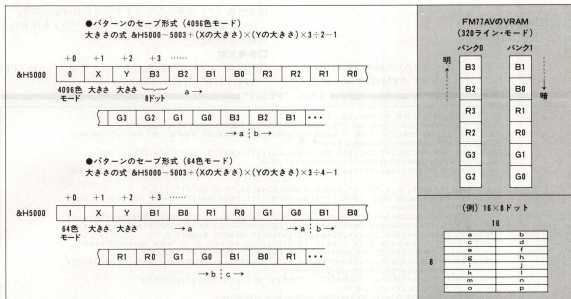 ●パターンのセーブ形式 (4096色モード)
大きさの式 &H5000~5003+(Xの大きさ)×(Yの大きさ)×3÷2-1
+0 +1 +2 +3 ……
&H5000 0 X Y B3 B2 B1 B0 R3 R2 R1 R0
4096色モード 大きさ 大きさ 8ドット a→
G3 G2 G1 G0 B3 B2 B1 ･･･
→a b→
●パターンのセーブ形式 (64色モード)
大きさの式 &H5000~5003+(Xの大きさ)×(Yの大きさ)×3÷4-1
+0 +1 +2 +3 ……
&H5000 1 X Y B1 B0 R1 R0 G1 G0 B1 B0
64色モード 大きさ 大きさ →a →a b→
R1 R0 G1 G0 B1 B0 R1 ･･･
→b c→
FM77AVのVRAM
(320ライン・モード)
バンク0 バンク1
明 B3 B1
B2 B0 暗
R3 R1
R2 R0
G3 G1
G2 G0
(例) 16×8ドット
16
8
a b
c d
e f
g h
i j
k l
m n
o p